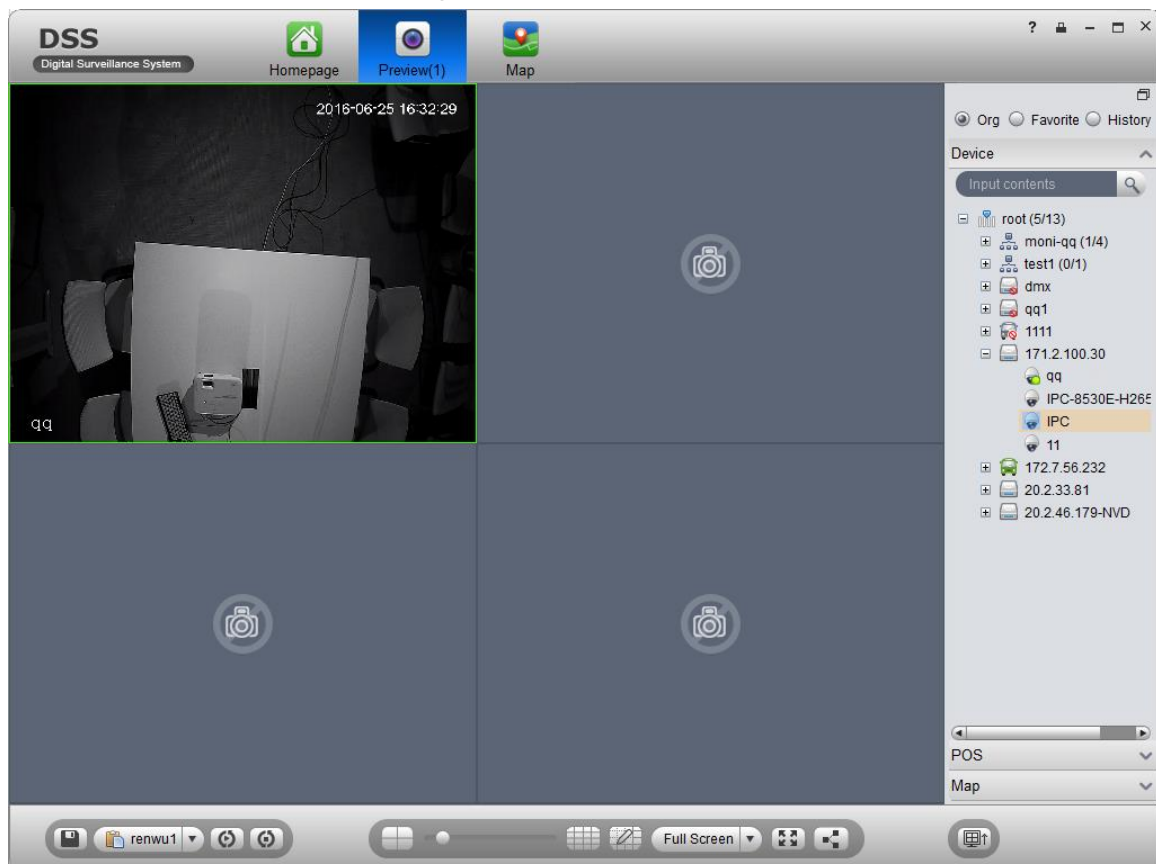 DSS
Digital Surveillance System
Homepage
Preview(1)
Map
?
2016-06-25 16:32:29
qq
Org Favorite History
Device
Input contents
root (5/13)
moni-qq (1/4)
test1 (0/1)
dmx
qq1
1111
171.2.100.30
qq
IPC-8530E-H265
IPC
11
172.7.56.232
20.2.33.81
20.2.46.179-NVD
POS
Map
renwu1
Full Screen